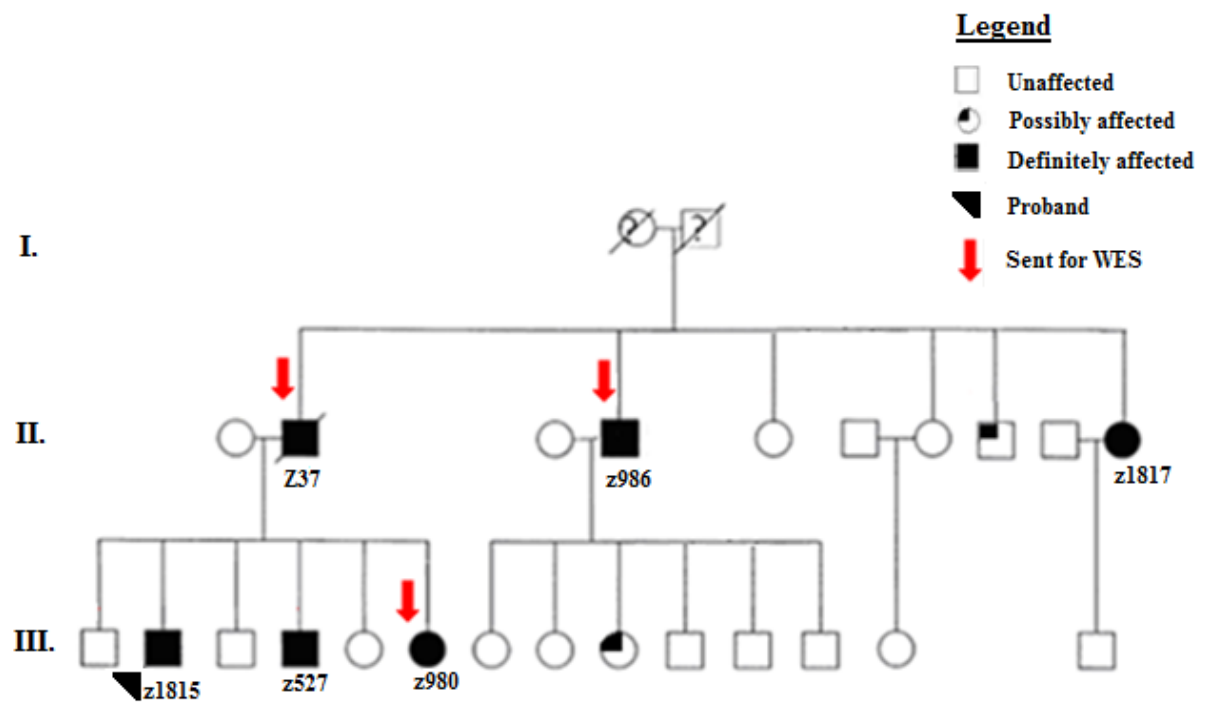 Legend
Unaffected
Possibly affected
Definitely affected
Proband
Sent for WES
I.
? ?
II.
Z37 z986 z1817
III.
z1815 z527 z980